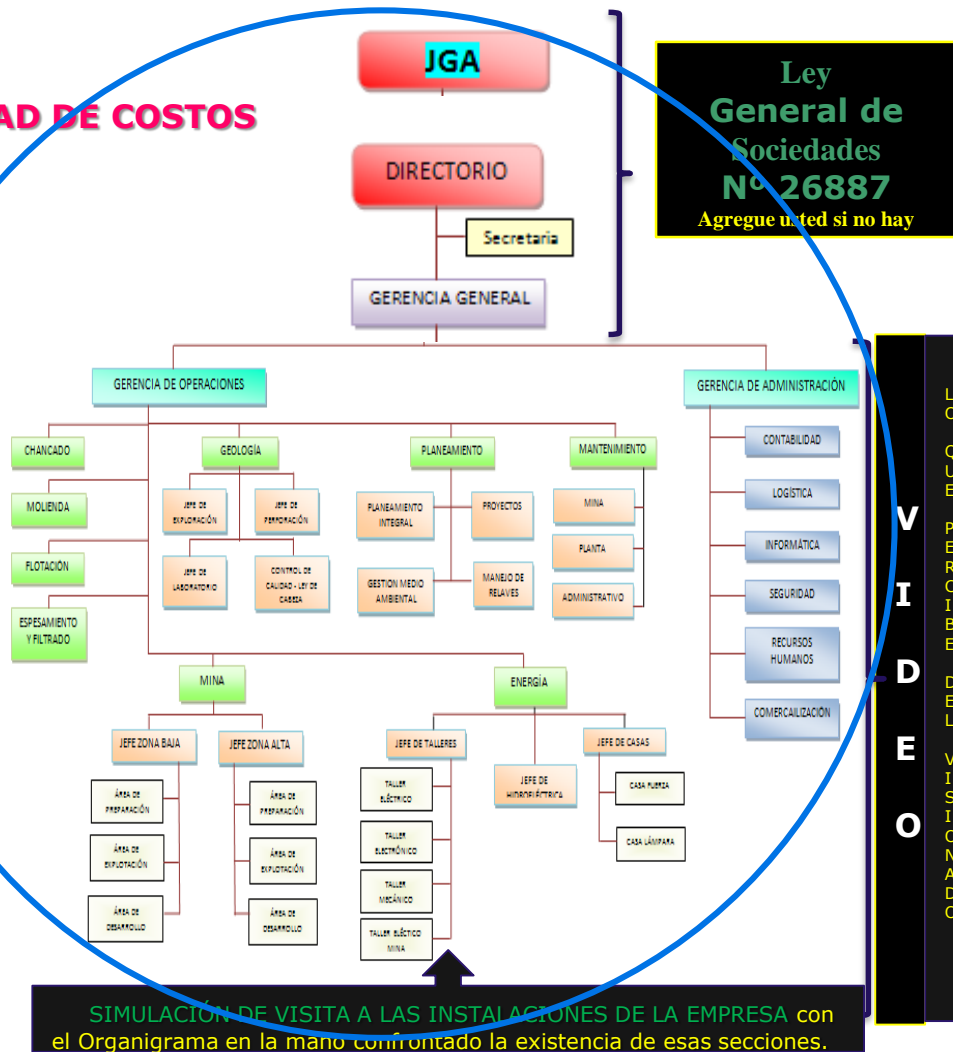 JGA
AD DE COSTOS
Ley
General de
Sociedades
Nº 26887
Agregue usted si no hay
DIRECTORIO
Secretaria
GERENCIA GENERAL
GERENCIA DE OPERACIONES
GERENCIA DE ADMINISTRACIÓN
CHANCADO
GEOLOGÍA
PLANEAMIENTO
MANTENIMIENTO
CONTABILIDAD
MOLIENDA
JEFE DE
EXPLORACIÓN
JEFE DE
PERFORACIÓN
PLANEAMIENTO
INTEGRAL
PROYECTOS
MINA
LOGÍSTICA
FLOTACIÓN
JEFE DE
LABORATORIO
CONTROL DE
CALIDAD - LEY DE
CABEZA
GESTION MEDIO
AMBIENTAL
MANEJO DE
RELAVES
PLANTA
INFORMÁTICA
ESPESAMIENTO
Y FILTRADO
ADMINISTRATIVO
SEGURIDAD
RECURSOS
HUMANOS
COMERCAILIZACIÓN
MINA
ENERGÍA
JEFE ZONA BAJA
JEFE ZONA ALTA
JEFE DE TALLERES
JEFE DE
HIDROELÉCTRICA
JEFE DE CASAS
ÁREA DE
PREPARACIÓN
ÁREA DE
PREPARACIÓN
TALLER
ELÉCTRICO
CASA FUERZA
ÁREA DE
EXPLOTACIÓN
ÁREA DE
EXPLOTACIÓN
TALLER
ELECTRÓNICO
CASA LÁMPARA
ÁREA DE
DESARROLLO
ÁREA DE
DESARROLLO
TALLER
MECÁNICO
TALLER ELÉCTICO
MINA
V
I
D
E
O
L
C
Q
U
E
P
E
R
C
I
B
E
D
E
L
V
I
S
I
O
N
A
D
O
SIMULACIÓN DE VISITA A LAS INSTALACIONES DE LA EMPRESA con
el Organigrama en la mano confrontado la existencia de esas secciones.